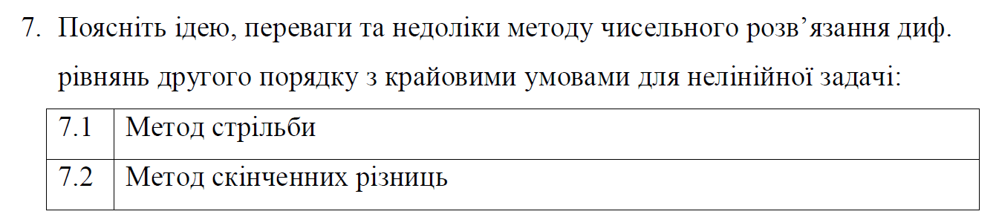 7. Поясніть ідею, переваги та недоліки методу чисельного розв’язання диф.
рівнянь другого порядку з крайовими умовами для нелінійної задачі:
7.1 Метод стрільби
7.2 Метод скінченних різниць